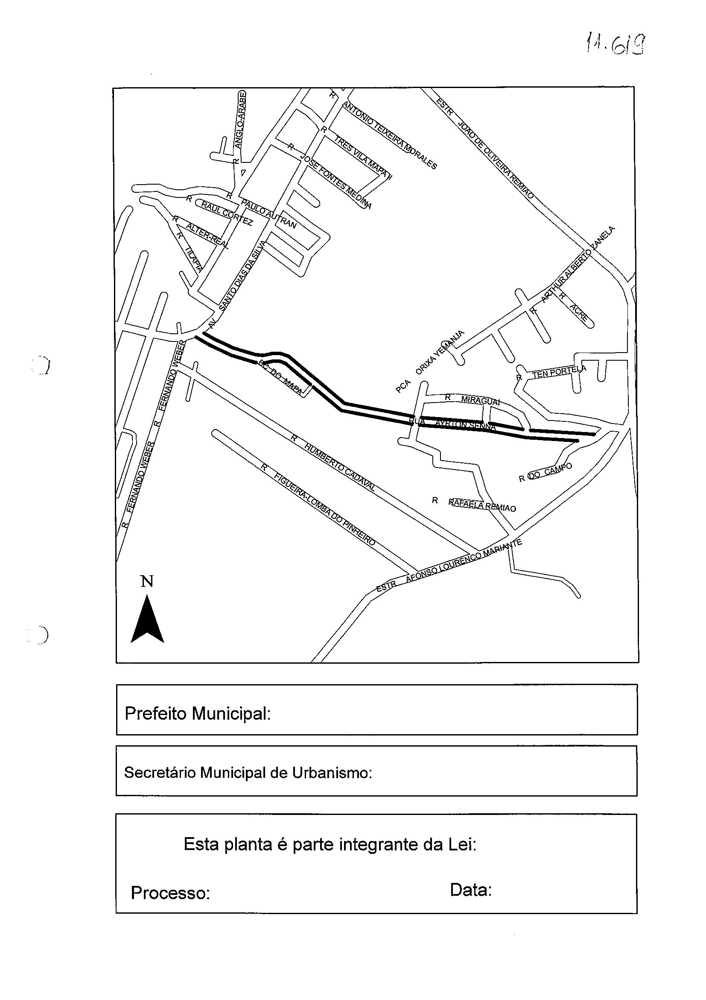 11.619
R ANGLO-ARABE
R ANTONIO TEIXEIRA MORALES
ESTR JOAO DE OLIVEIRA REMIAO
R TRES VILA MAPA II
R JOSE FONTES MEDINA
R PAULO AUTRAN
R RAUL CORTEZ
R ALTER-REAL
R TILAPIA
AV SANTO DIAS DA SILVA
R ARTHUR ALBERTO ZANELA
R ACRE
PCA ORIXA YEMANJA
R TEN PORTELA
BC DO MAPA
R FERNANDO WEBER
R FERNANDO WEBER
R MIRAGUAI
RUA AYRTON SENNA
R HUMBERTO CADAVAL
R FIGUEIRA-LOMBA DO PINHEIRO
R DO CAMPO
R RAFAELA REMIAO
ESTR AFONSO LOURENCO MARIANTE
N
Prefeito Municipal:
Secretário Municipal de Urbanismo:
Esta planta é parte integrante da Lei:
Processo:
Data: